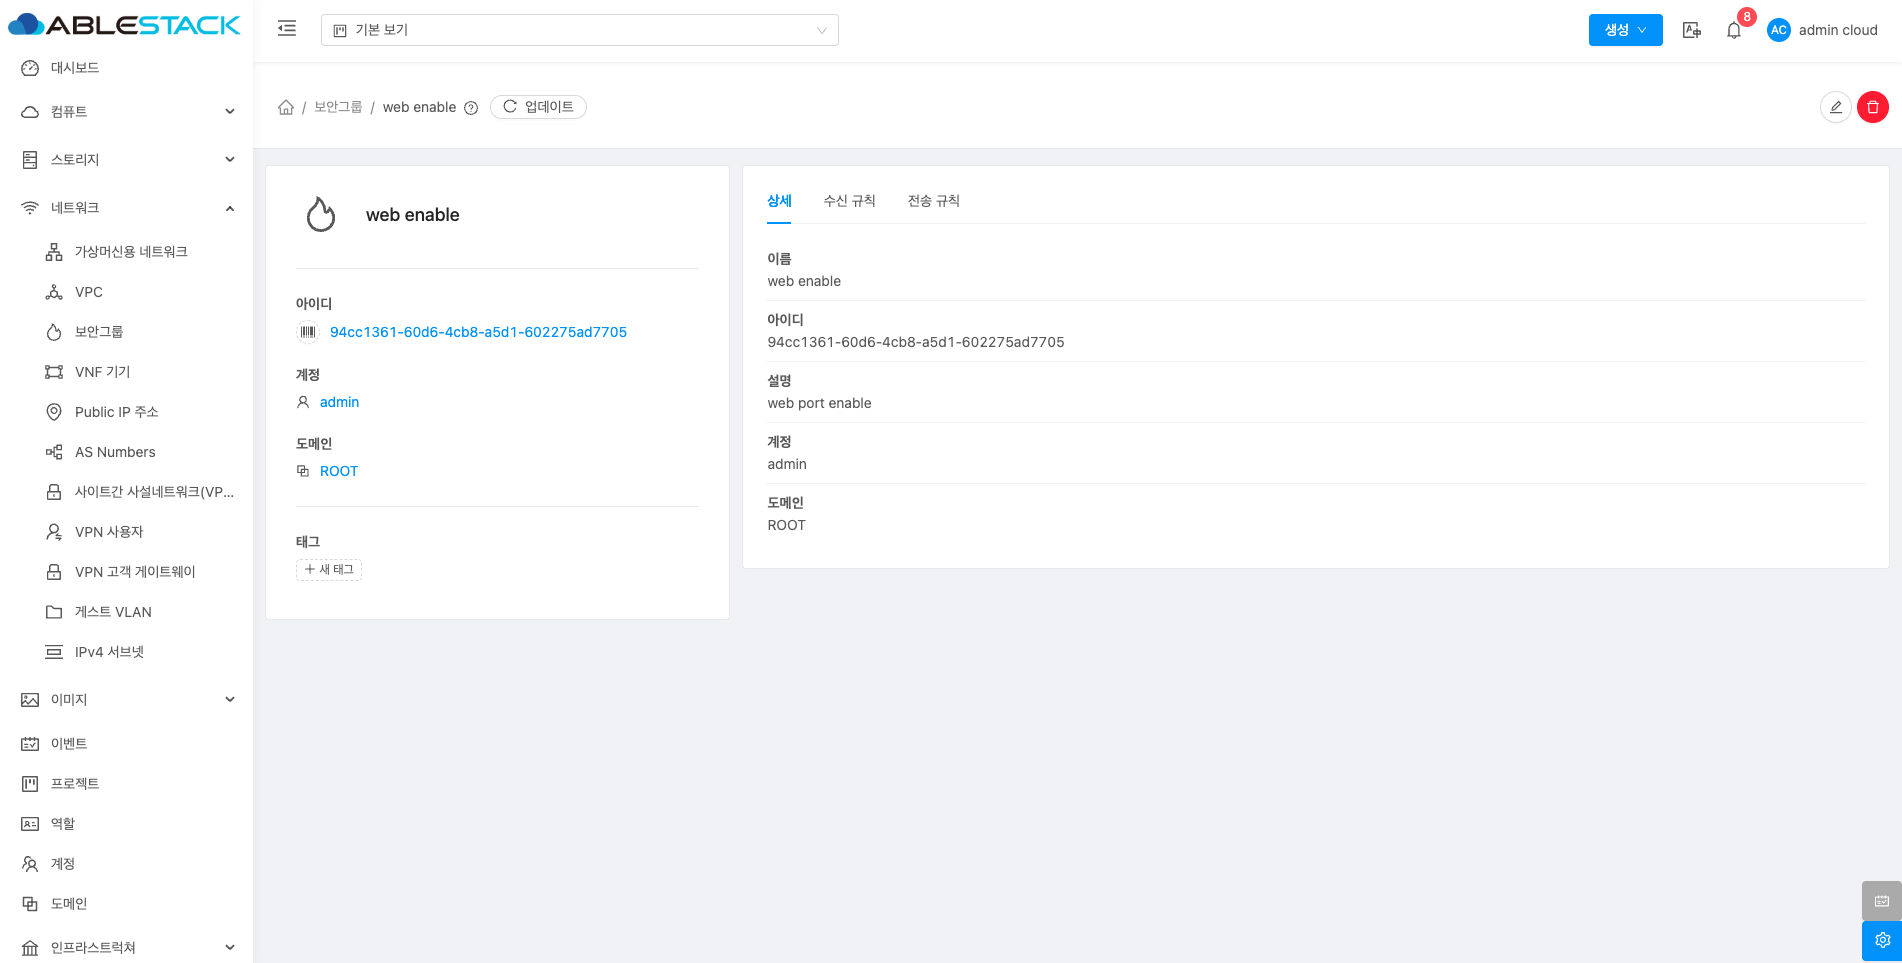 ABLESTACK
기본 보기
생성
8
AC
admin cloud
대시보드
컴퓨트
스토리지
네트워크
가상머신용 네트워크
VPC
보안그룹
VNF 기기
Public IP 주소
AS Numbers
사이트간 사설네트워크(VP...
VPN 사용자
VPN 고객 게이트웨이
게스트 VLAN
IPv4 서브넷
이미지
이벤트
프로젝트
역할
계정
도메인
인프라스트럭쳐
/ 보안그룹 / web enable
업데이트
web enable
아이디
94cc1361-60d6-4cb8-a5d1-602275ad7705
계정
admin
도메인
ROOT
태그
새 태그
상세
수신 규칙
전송 규칙
이름
web enable
아이디
94cc1361-60d6-4cb8-a5d1-602275ad7705
설명
web port enable
계정
admin
도메인
ROOT